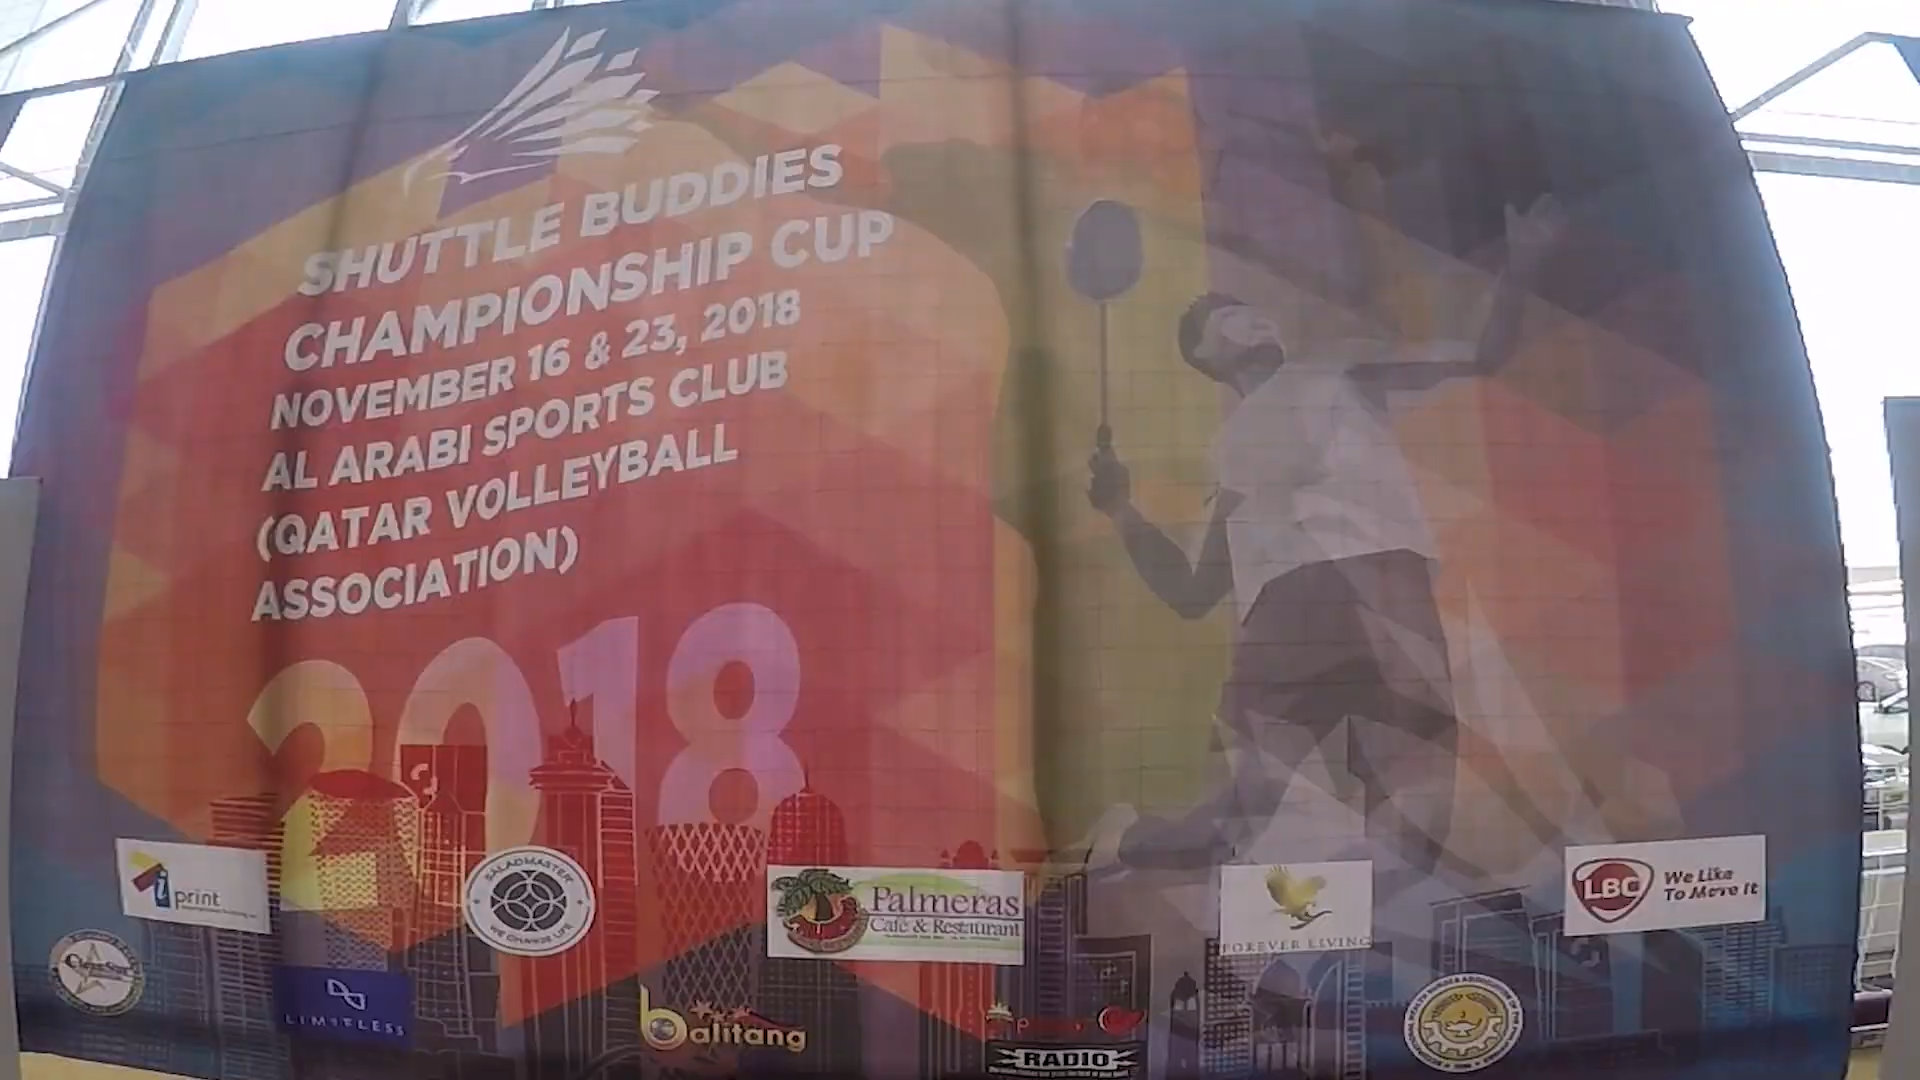 SHUTTLE BUDDIES
CHAMPIONSHIP CUP
NOVEMBER 16 & 23, 2018
AL ARABI SPORTS CLUB
(QATAR VOLLEYBALL
ASSOCIATION)
2018
iprint
SALADMASTER
WE CHANGE LIFE
Palmeras
Café & Restaurant
FOREVER LIVING
LBC
We Like
To Move It
LIMITLESS
balitang
RADIO